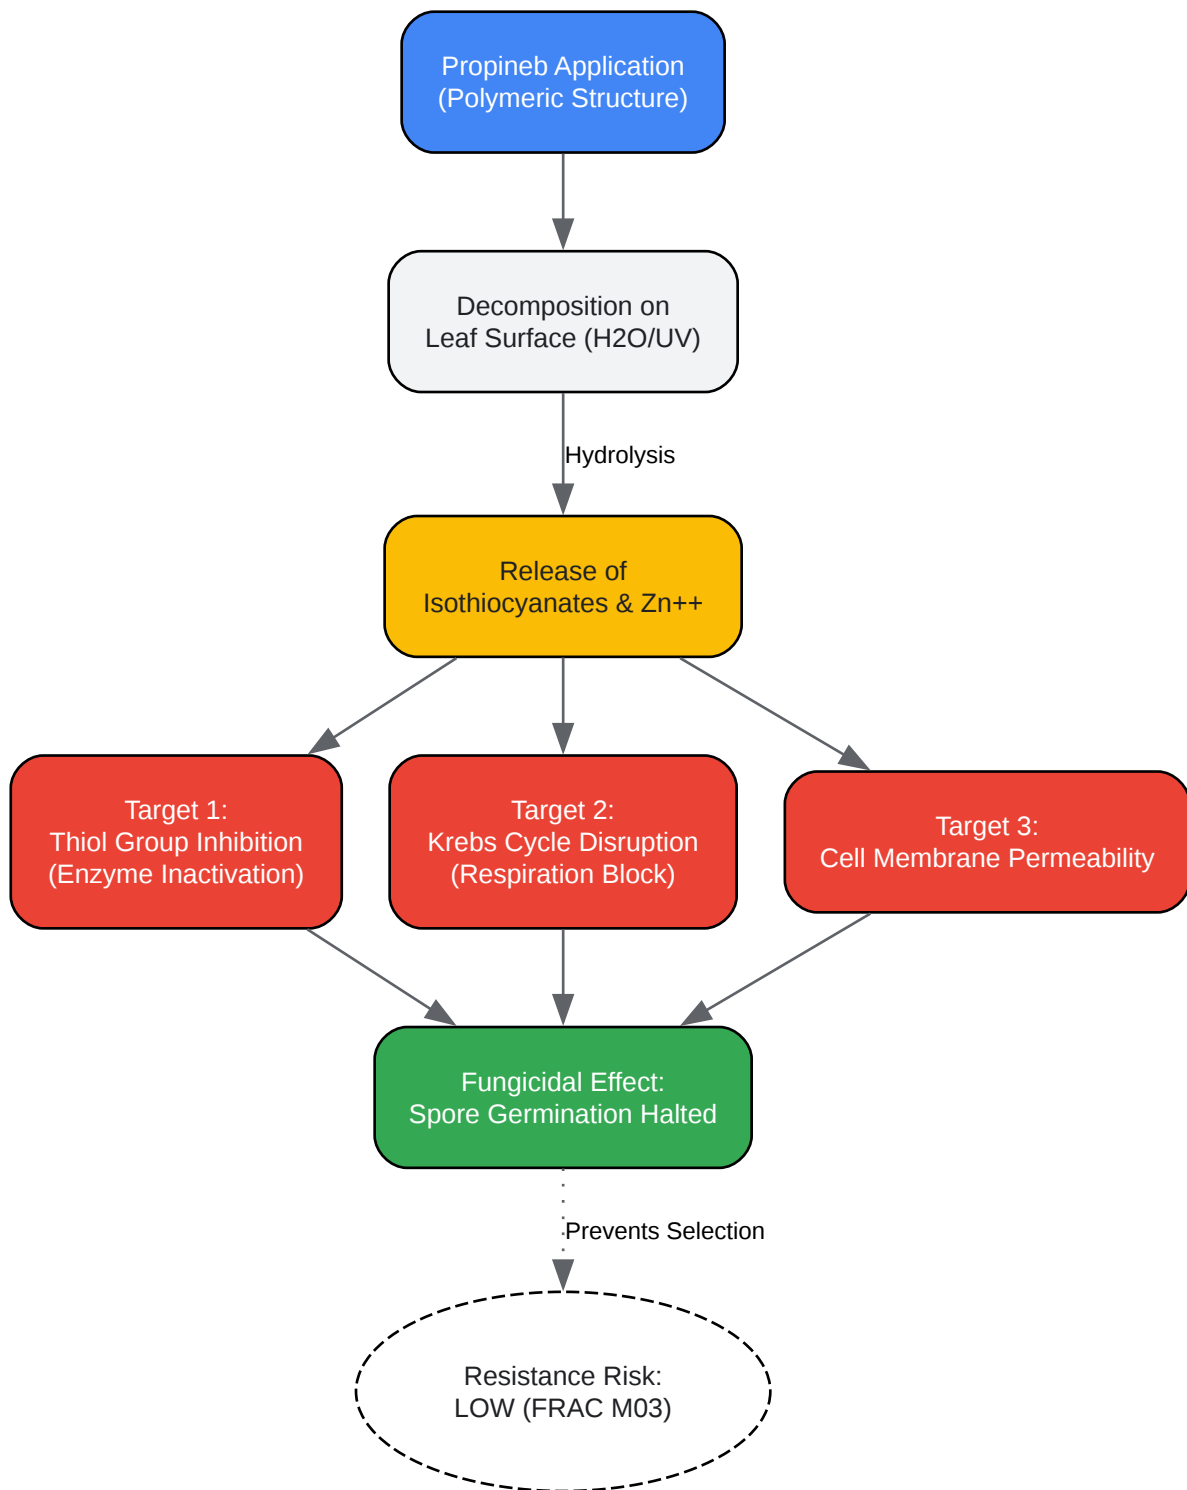 Propineb Application
(Polymeric Structure)
Decomposition on
Leaf Surface (H2O/UV)
Hydrolysis
Release of
Isothiocyanates & Zn++
Target 1:
Thiol Group Inhibition
(Enzyme Inactivation)
Target 2:
Krebs Cycle Disruption
(Respiration Block)
Target 3:
Cell Membrane Permeability
Fungicidal Effect:
Spore Germination Halted
Prevents Selection
Resistance Risk:
LOW (FRAC M03)